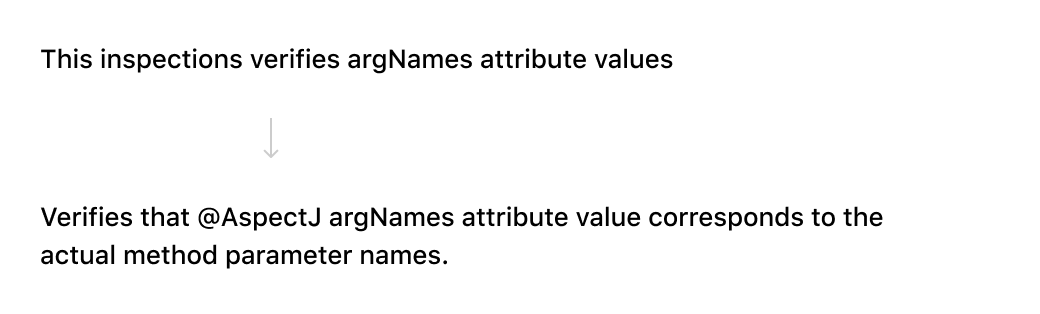 This inspections verifies argNames attribute values
Verifies that @AspectJ argNames attribute value corresponds to the
actual method parameter names.